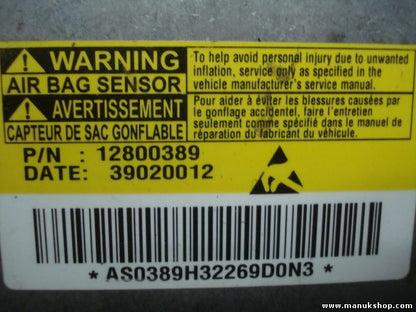 WARNING
AIR BAG SENSOR
To help avoid personal injury due to unwanted
inflation, service only as specified in the
vehicle manufacturer's service manual.
AVERTISSEMENT
CAPTEUR DE SAC GONFLABLE
Pour aider à éviter les blessures causées par
le gonflage accidentel, faire l'entretien
seulement comme spécifié dans le manuel de
réparation du fabricant du véhicule.
P/N : 12800389
DATE: 39020012
* AS0389H32269D0N3 *
www.manukshop.com